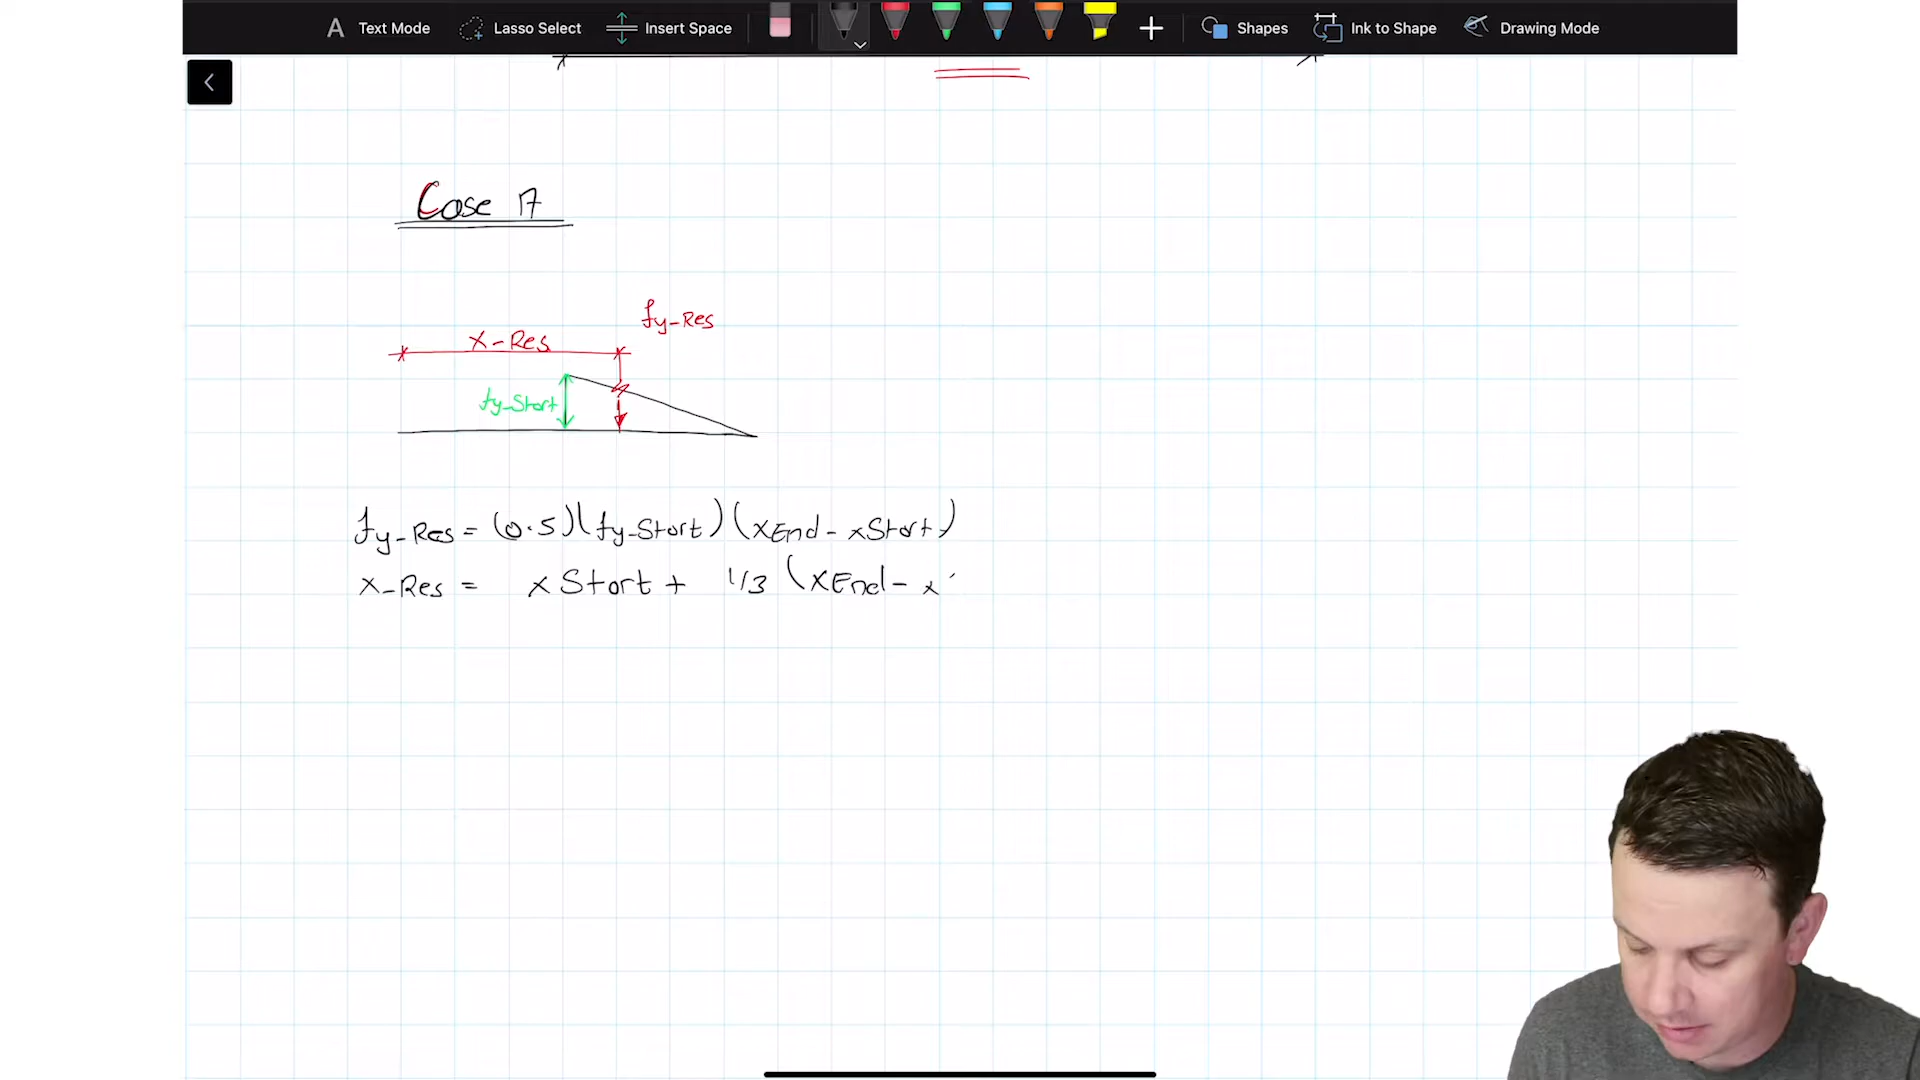 Text Mode Lasso Select Insert Space Shapes Ink to Shape Drawing Mode
Case 17
fy-Res
x-Res
fy-Start
fy-Res = (0.5)(fy-Start)(xEnd - xStart)
x-Res = xStart + 1/3 (xEnd - x